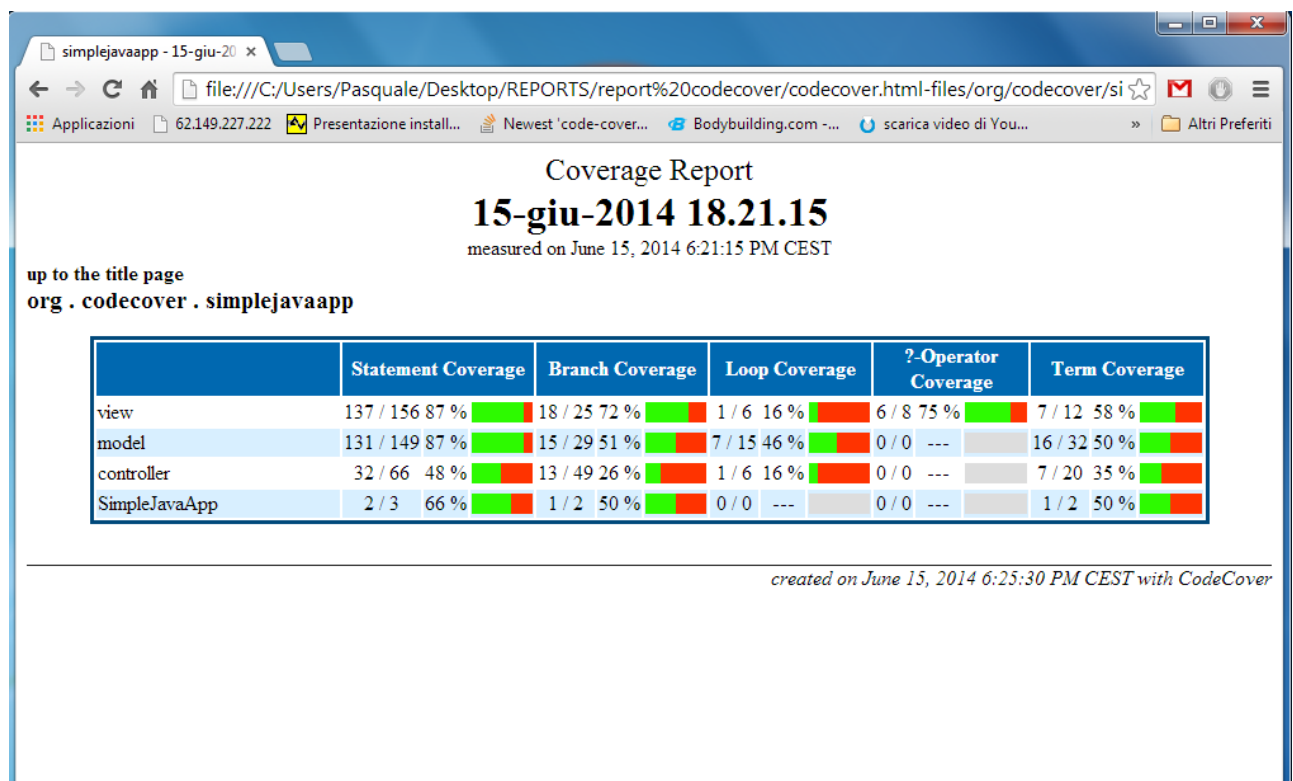 simplejavaapp - 15-giu-20
file:///C:/Users/Pasquale/Desktop/REPORTS/report%20codecover/codecover.html-files/org/codecover/si
Applicazioni 62.149.227.222 Presentazione install... Newest 'code-cover... Bodybuilding.com -... scarica video di You... » Altri Preferiti
Coverage Report
15-giu-2014 18.21.15
measured on June 15, 2014 6:21:15 PM CEST
up to the title page
org . codecover . simplejavaapp
Statement Coverage Branch Coverage Loop Coverage ?-Operator Coverage Term Coverage
view 137 / 156 87 % 18 / 25 72 % 1 / 6 16 % 6 / 8 75 % 7 / 12 58 %
model 131 / 149 87 % 15 / 29 51 % 7 / 15 46 % 0 / 0 --- 16 / 32 50 %
controller 32 / 66 48 % 13 / 49 26 % 1 / 6 16 % 0 / 0 --- 7 / 20 35 %
SimpleJavaApp 2 / 3 66 % 1 / 2 50 % 0 / 0 --- 0 / 0 --- 1 / 2 50 %
created on June 15, 2014 6:25:30 PM CEST with CodeCover